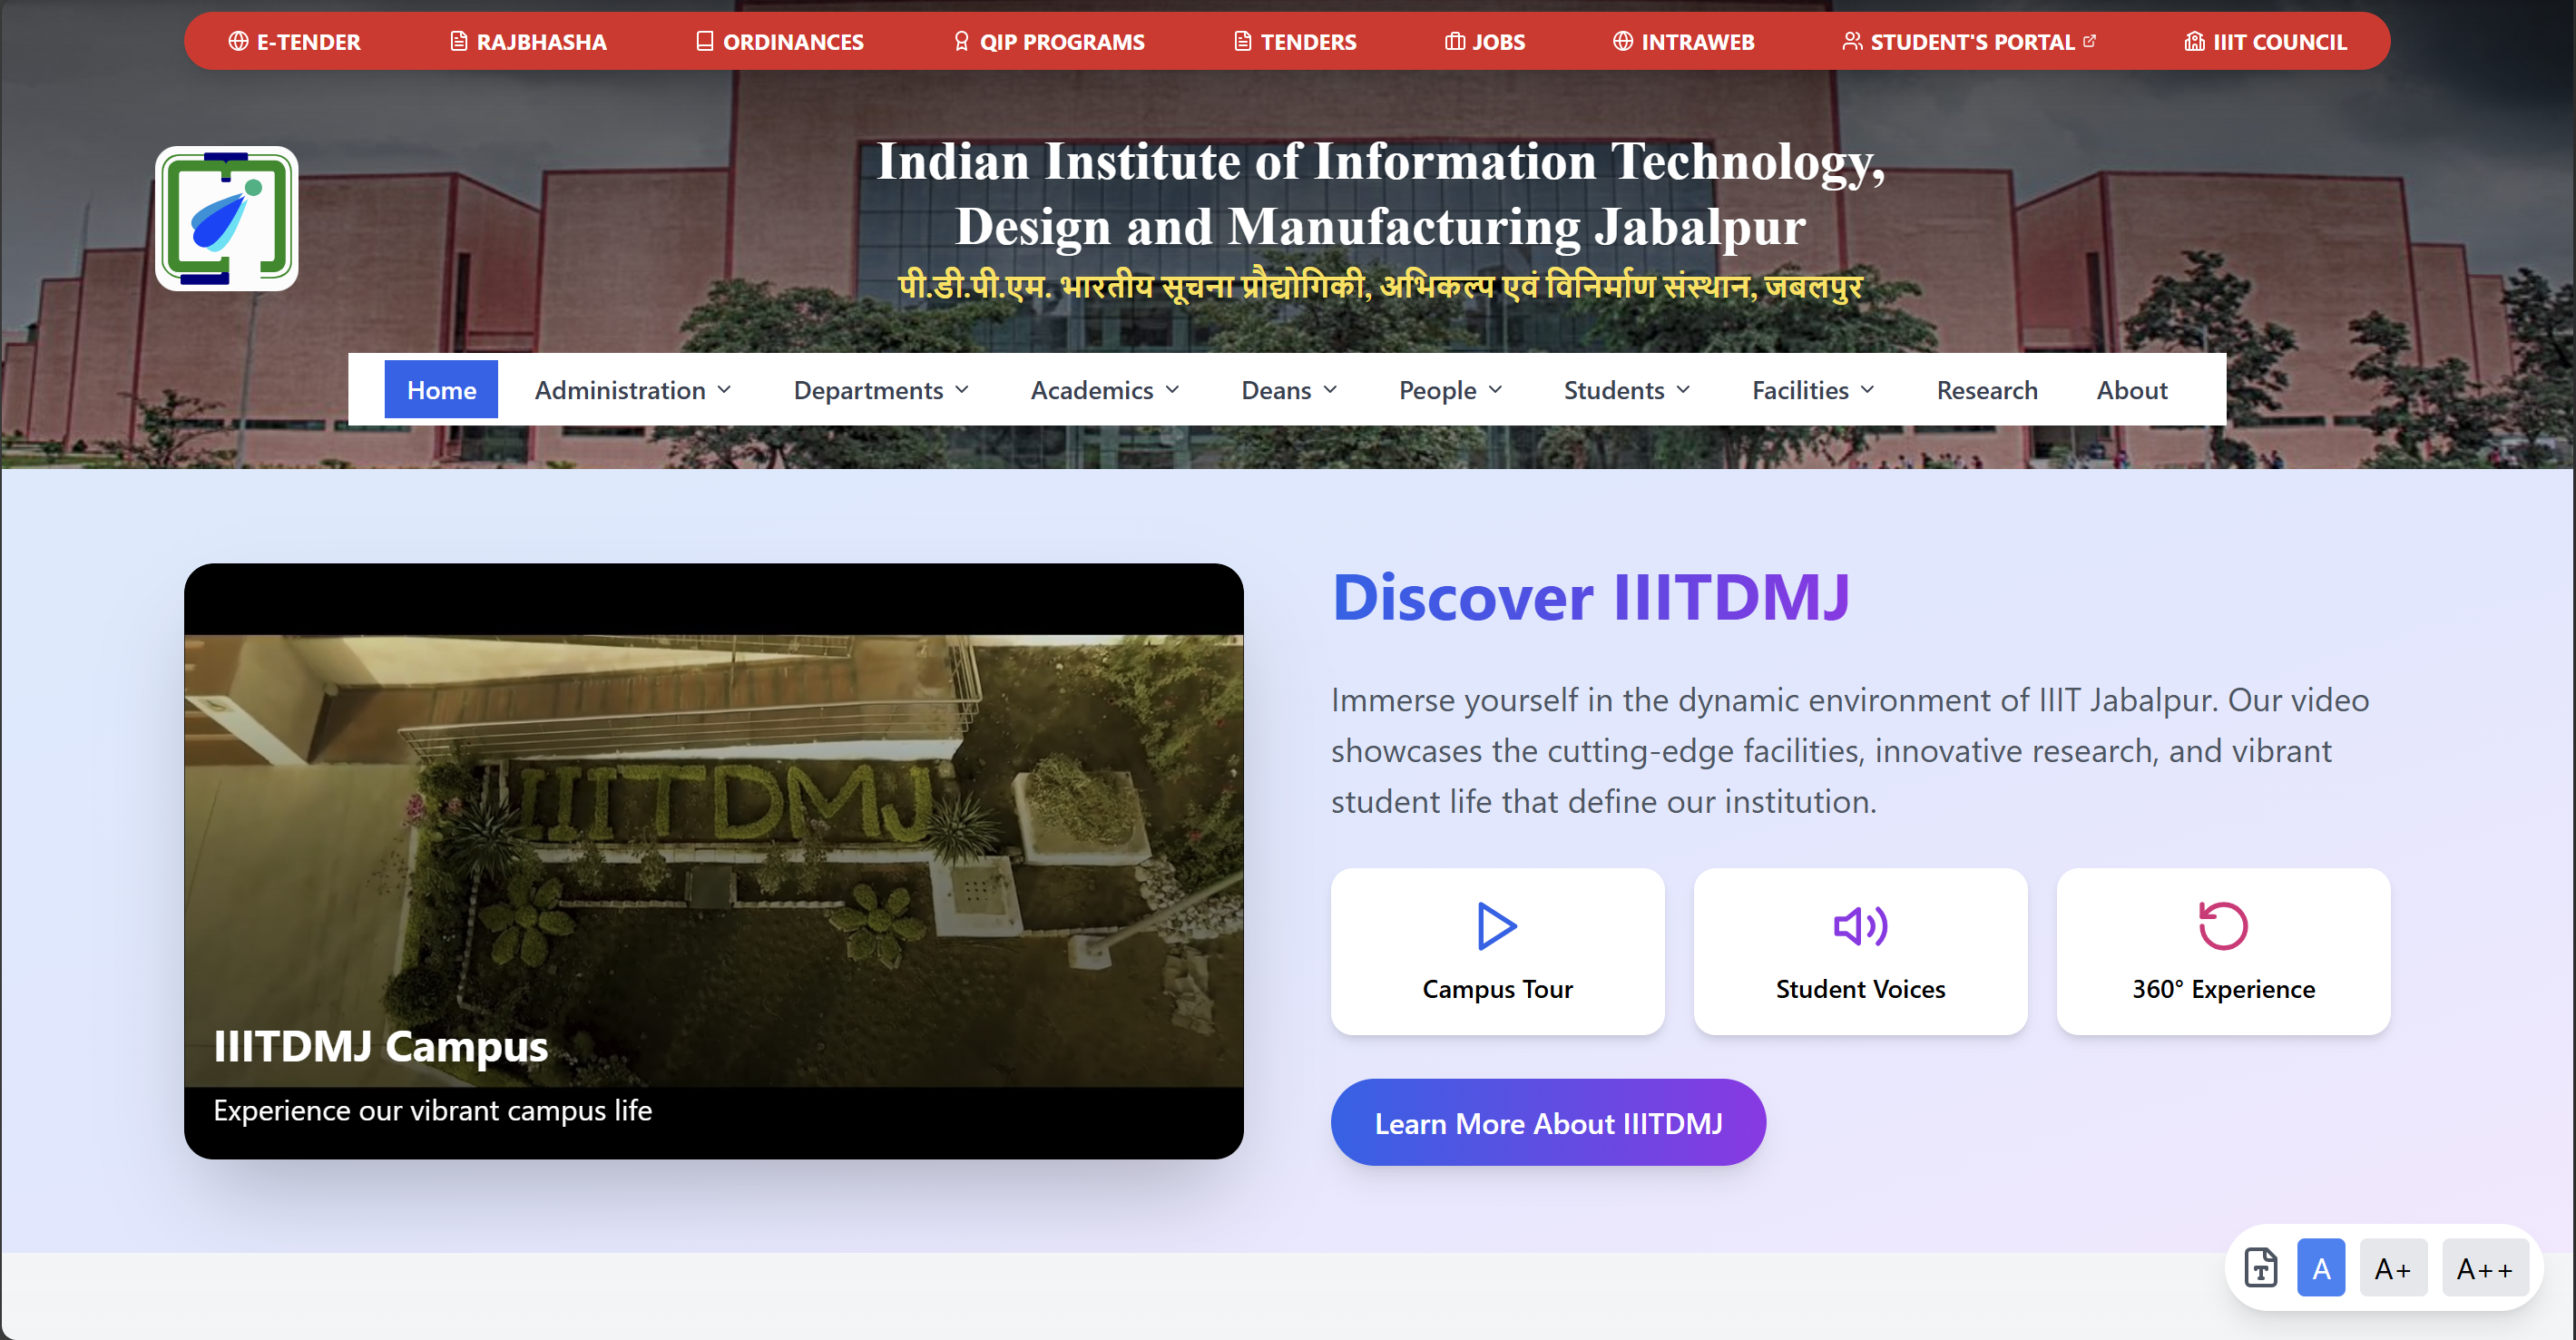 E-TENDER
RAJBHASHA
ORDINANCES
QIP PROGRAMS
TENDERS
JOBS
INTRAWEB
STUDENT'S PORTAL
IIIT COUNCIL
Indian Institute of Information Technology,
Design and Manufacturing Jabalpur
पी.डी.पी.एम. भारतीय सूचना प्रौद्योगिकी, अभिकल्प एवं विनिर्माण संस्थान, जबलपुर
Home
Administration
Departments
Academics
Deans
People
Students
Facilities
Research
About
IIITDMJ
IIITDMJ Campus
Experience our vibrant campus life
Discover IIITDMJ
Immerse yourself in the dynamic environment of IIIT Jabalpur. Our video
showcases the cutting-edge facilities, innovative research, and vibrant
student life that define our institution.
Campus Tour
Student Voices
360° Experience
Learn More About IIITDMJ
A
A+
A++